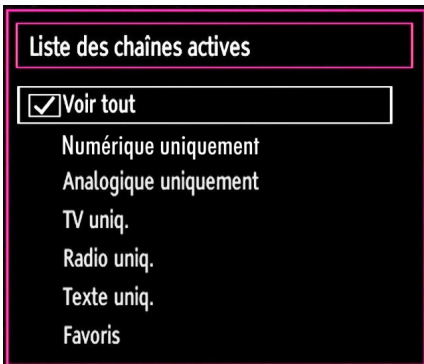 Liste des chaînes actives
Voir tout
Numérique uniquement
Analogique uniquement
TV uniq.
Radio uniq.
Texte uniq.
Favoris